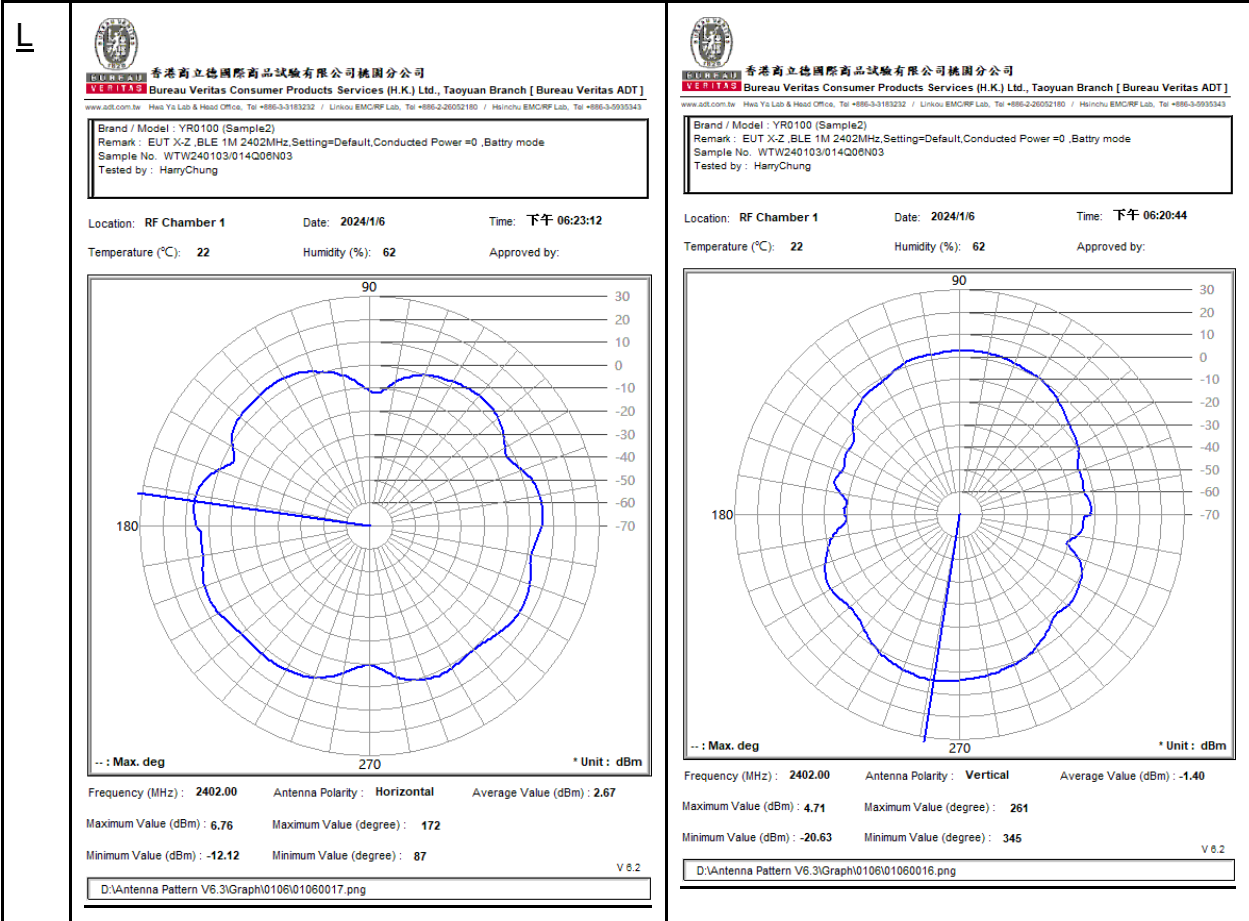 L
1828
BUREAU
VERITAS
香港商立德國際商品試驗有限公司桃園分公司
Bureau Veritas Consumer Products Services (H.K.) Ltd., Taoyuan Branch [ Bureau Veritas ADT ]
www.adt.com.tw Hwa Ya Lab & Head Office, Tel +886-3-3183232 / Linkou EMC/RF Lab, Tel +886-2-26052180 / Hsinchu EMC/RF Lab, Tel +886-3-5935343
Brand / Model : YR0100 (Sample2)
Remark : EUT X-Z ,BLE 1M 2402MHz,Setting=Default,Conducted Power =0 ,Battry mode
Sample No. WTW240103/014Q06N03
Tested by : HarryChung
Location: RF Chamber 1 Date: 2024/1/6 Time: 下午 06:23:12
Temperature (℃): 22 Humidity (%): 62 Approved by:
90
30
20
10
0
-10
-20
-30
-40
-50
-60
180 -70
270
-- : Max. deg * Unit : dBm
Frequency (MHz) : 2402.00 Antenna Polarity : Horizontal Average Value (dBm) : 2.67
Maximum Value (dBm) : 6.76 Maximum Value (degree) : 172
Minimum Value (dBm) : -12.12 Minimum Value (degree) : 87
V 6.2
D:\Antenna Pattern V6.3\Graph\0106\01060017.png
1828
BUREAU
VERITAS
香港商立德國際商品試驗有限公司桃園分公司
Bureau Veritas Consumer Products Services (H.K.) Ltd., Taoyuan Branch [ Bureau Veritas ADT ]
www.adt.com.tw Hwa Ya Lab & Head Office, Tel +886-3-3183232 / Linkou EMC/RF Lab, Tel +886-2-26052180 / Hsinchu EMC/RF Lab, Tel +886-3-5935343
Brand / Model : YR0100 (Sample2)
Remark : EUT X-Z ,BLE 1M 2402MHz,Setting=Default,Conducted Power =0 ,Battry mode
Sample No. WTW240103/014Q06N03
Tested by : HarryChung
Location: RF Chamber 1 Date: 2024/1/6 Time: 下午 06:20:44
Temperature (℃): 22 Humidity (%): 62 Approved by:
90
30
20
10
0
-10
-20
-30
-40
-50
-60
180 -70
270
-- : Max. deg * Unit : dBm
Frequency (MHz) : 2402.00 Antenna Polarity : Vertical Average Value (dBm) : -1.40
Maximum Value (dBm) : 4.71 Maximum Value (degree) : 261
Minimum Value (dBm) : -20.63 Minimum Value (degree) : 345
V 6.2
D:\Antenna Pattern V6.3\Graph\0106\01060016.png